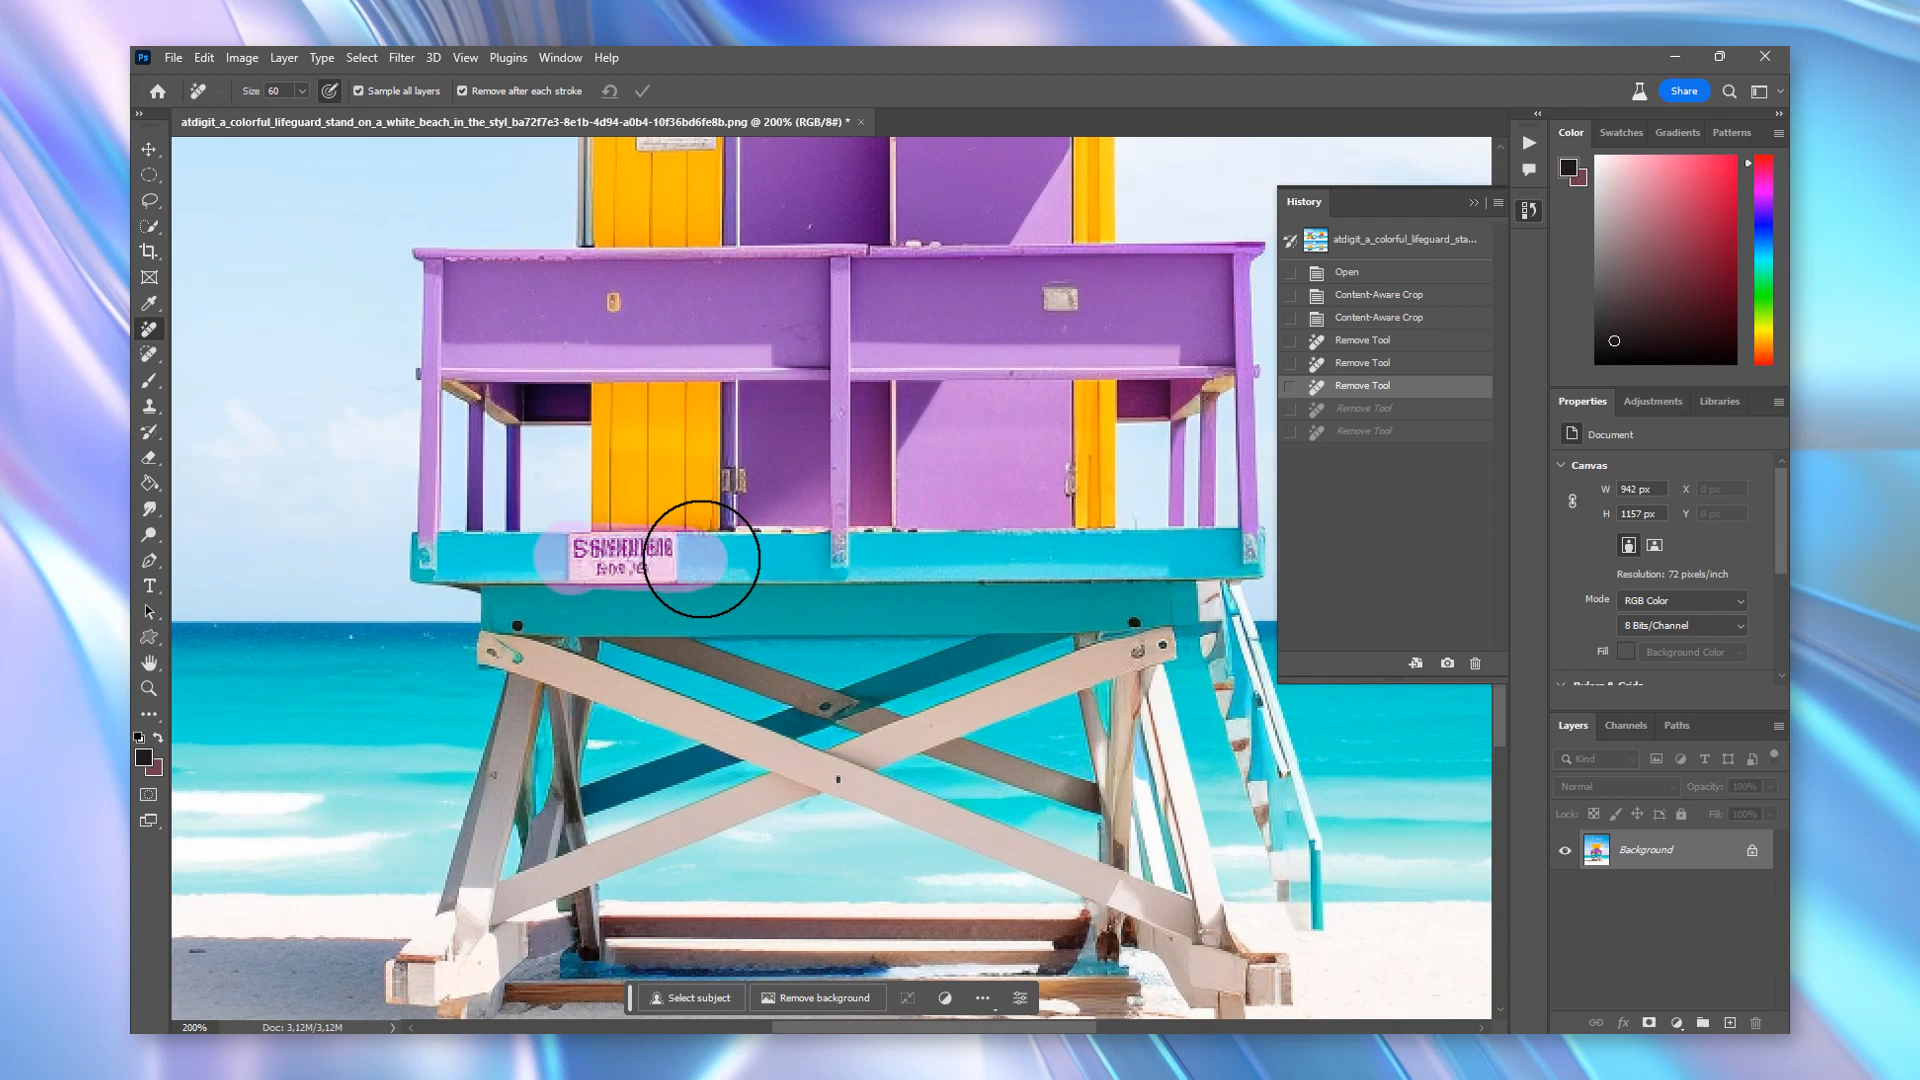 Ps File Edit Image Layer Type Select Filter 3D View Plugins Window Help
Size 60 Sample all layers Remove after each stroke Share
atdigit_a_colorful_lifeguard_stand_on_a_white_beach_in_the_styl_ba72f7e3-8e1b-4d94-a0b4-10f36bd6fe8b.png @ 200% (RGB/8#) *
Color Swatches Gradients Patterns
History
atdigit_a_colorful_lifeguard_sta...
Open
Content-Aware Crop
Content-Aware Crop
Remove Tool
Remove Tool
Remove Tool
Remove Tool
Remove Tool
Properties Adjustments Libraries
Document
Canvas
W 942 px X 0 px
H 1157 px Y 0 px
Resolution: 72 pixels/inch
Mode RGB Color
8 Bits/Channel
Fill Background Color
Rulers & Grids
Layers Channels Paths
Kind
Normal Opacity: 100%
Lock: Fill: 100%
Background
Select subject Remove background
200% Doc: 3,12M/3,12M
fx